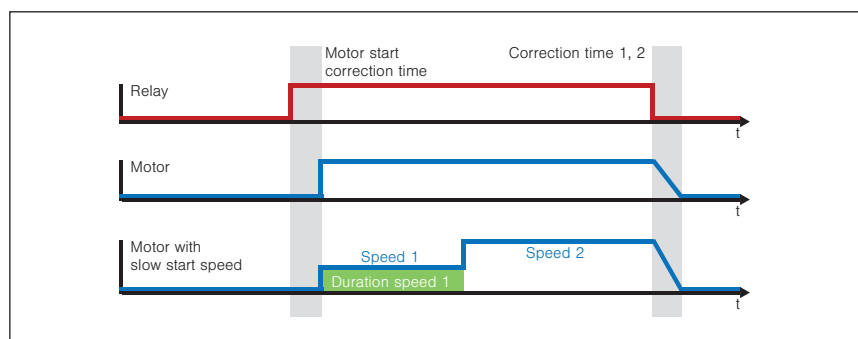 Motor start
correction time
Correction time 1, 2
Relay
t
Motor
t
Motor with
slow start speed
Speed 1
Speed 2
Duration speed 1
t